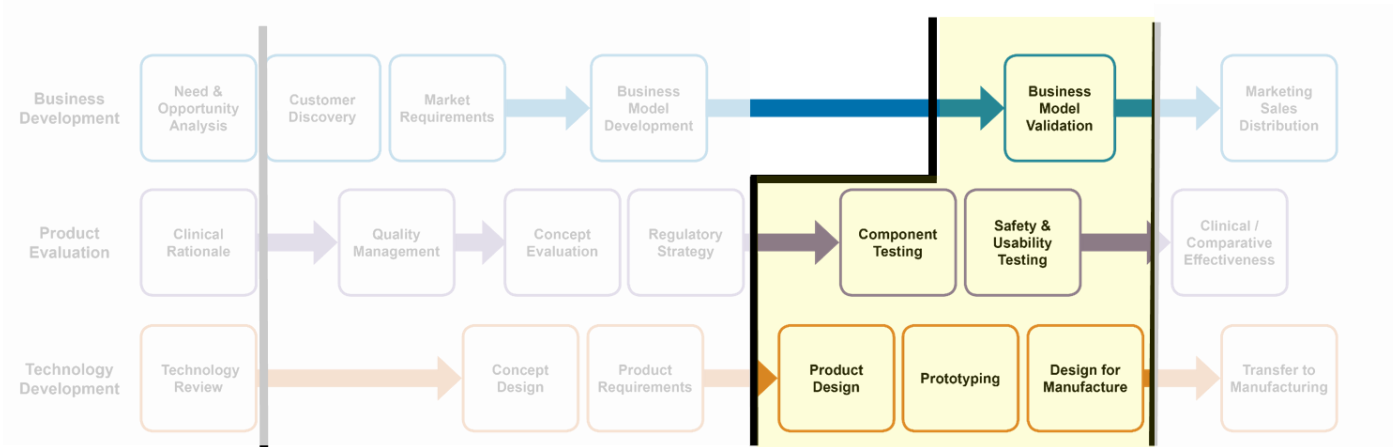 Business
Development
Need &
Opportunity
Analysis
Customer
Discovery
Market
Requirements
Business
Model
Development
Business
Model
Validation
Marketing
Sales
Distribution
Product
Evaluation
Clinical
Rationale
Quality
Management
Concept
Evaluation
Regulatory
Strategy
Component
Testing
Safety &
Usability
Testing
Clinical /
Comparative
Effectiveness
Technology
Development
Technology
Review
Concept
Design
Product
Requirements
Product
Design
Prototyping
Design for
Manufacture
Transfer to
Manufacturing